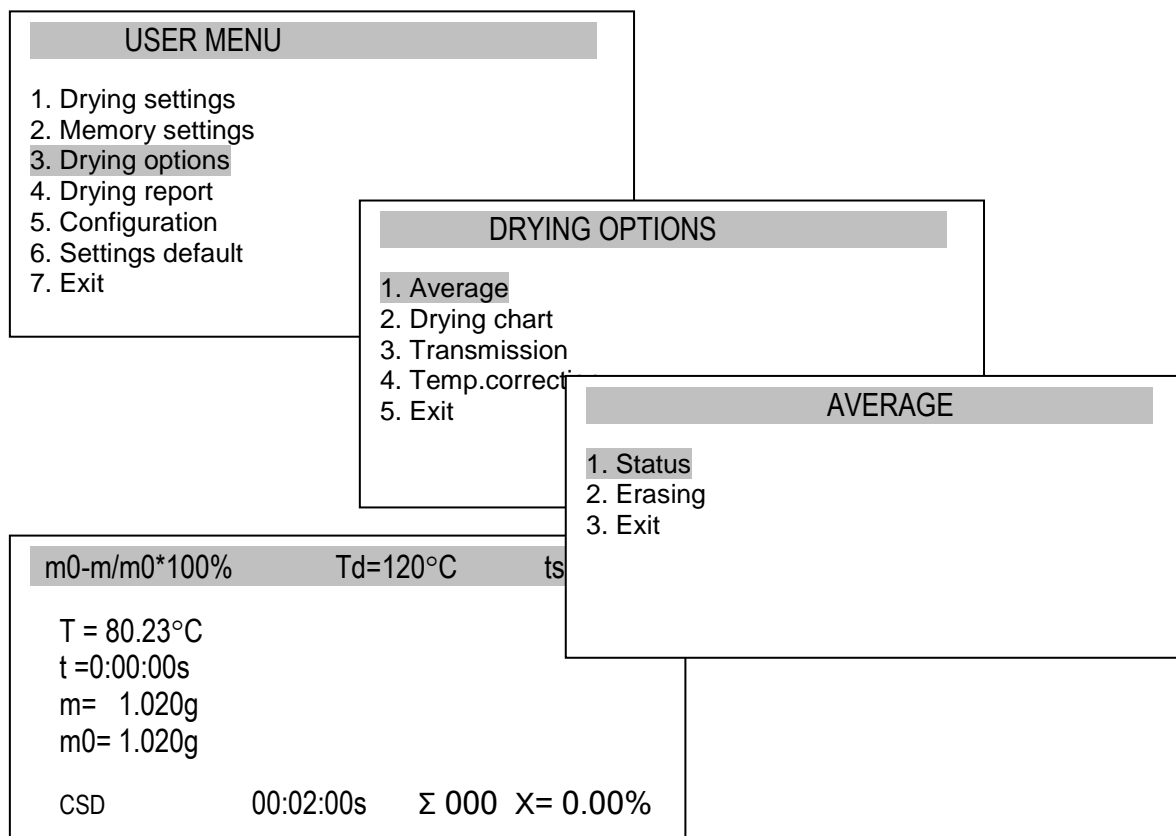 USER MENU
1. Drying settings
2. Memory settings
3. Drying options
4. Drying report
5. Configuration
6. Settings default
7. Exit
DRYING OPTIONS
1. Average
2. Drying chart
3. Transmission
4. Temp.correction
5. Exit
AVERAGE
1. Status
2. Erasing
3. Exit
m0-m/m0*100% Td=120°C ts
T = 80.23°C
t =0:00:00s
m= 1.020g
m0= 1.020g
CSD 00:02:00s Σ 000 X= 0.00%